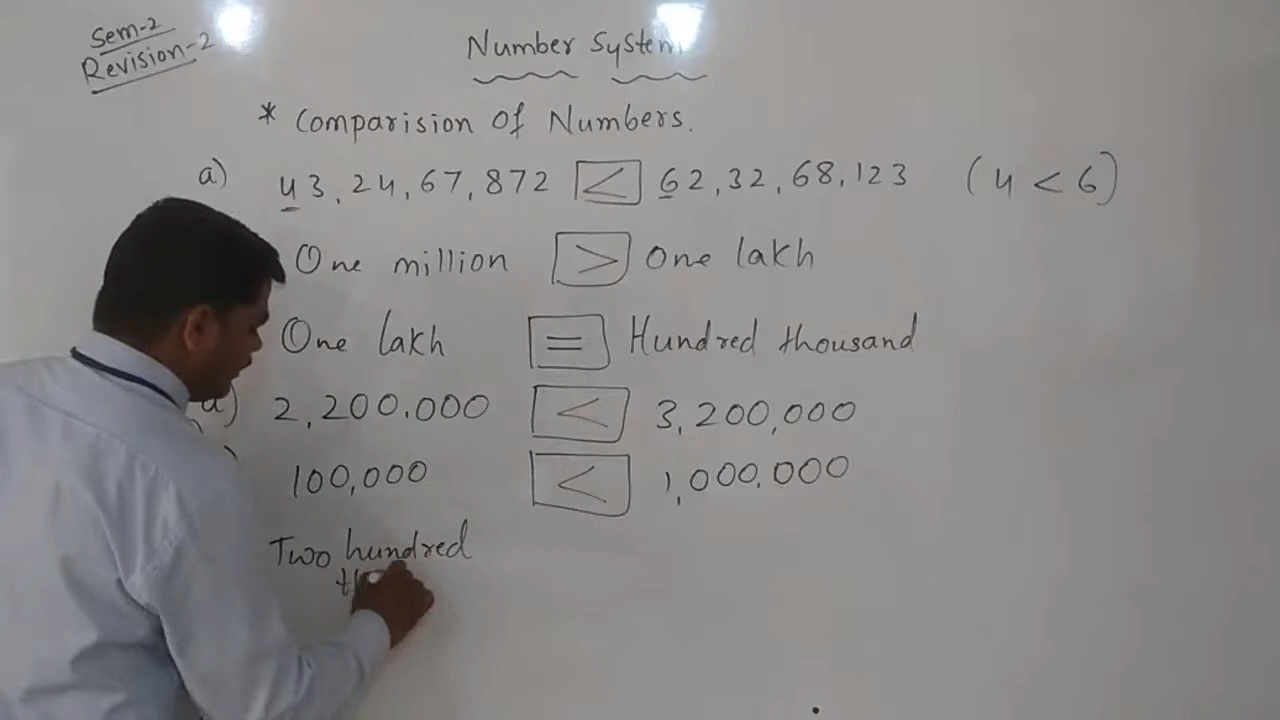 Sem-2
Revision-2
Number System
* Comparision Of Numbers.
a) 43,24,67,872 < 62,32,68,123 (4 < 6)
One million > One lakh
One lakh = Hundred thousand
d) 2,200,000 < 3,200,000
100,000 < 1,000,000
Two hundred